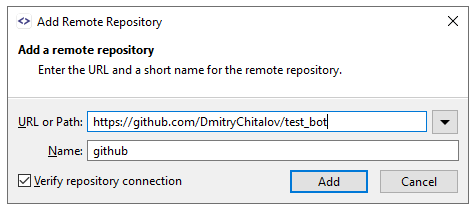 Add Remote Repository
Add a remote repository
Enter the URL and a short name for the remote repository.
URL or Path: https://github.com/DmitryChitalov/test_bot
Name: github
Verify repository connection Add Cancel